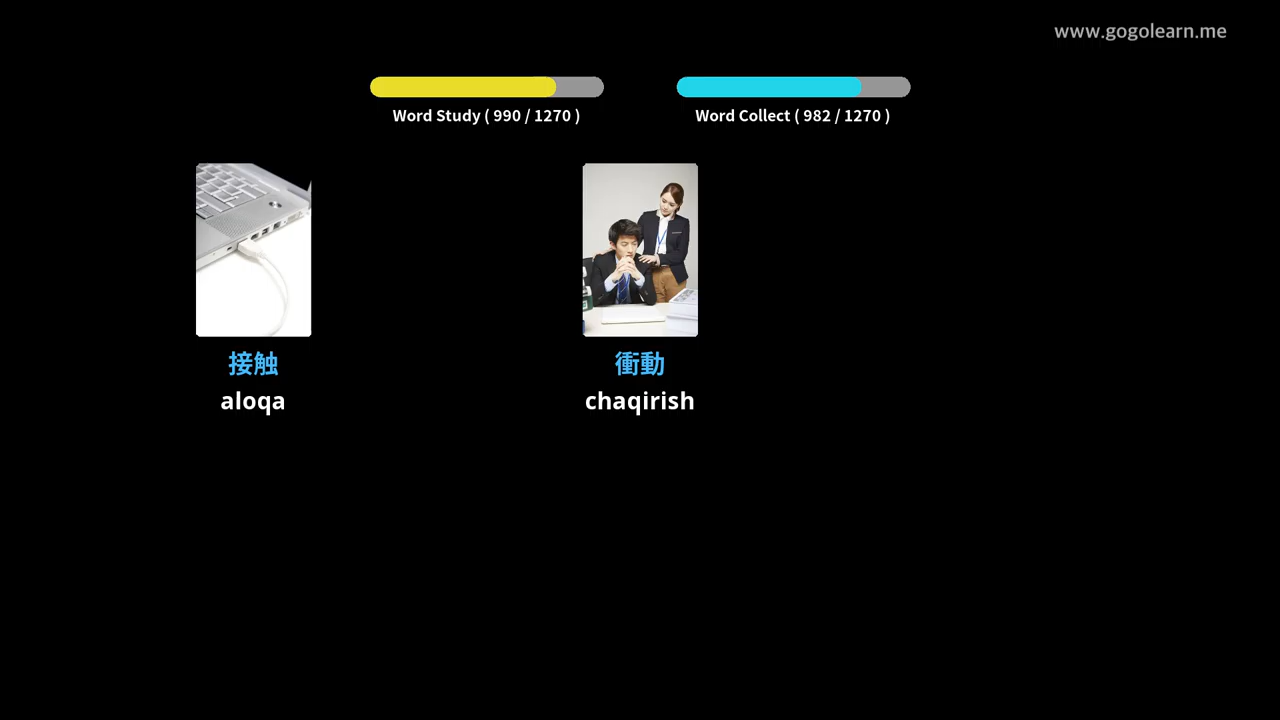 www.gogolearn.me
Word Study ( 990 / 1270 )
Word Collect ( 982 / 1270 )
接触
aloqa
衝動
chaqirish